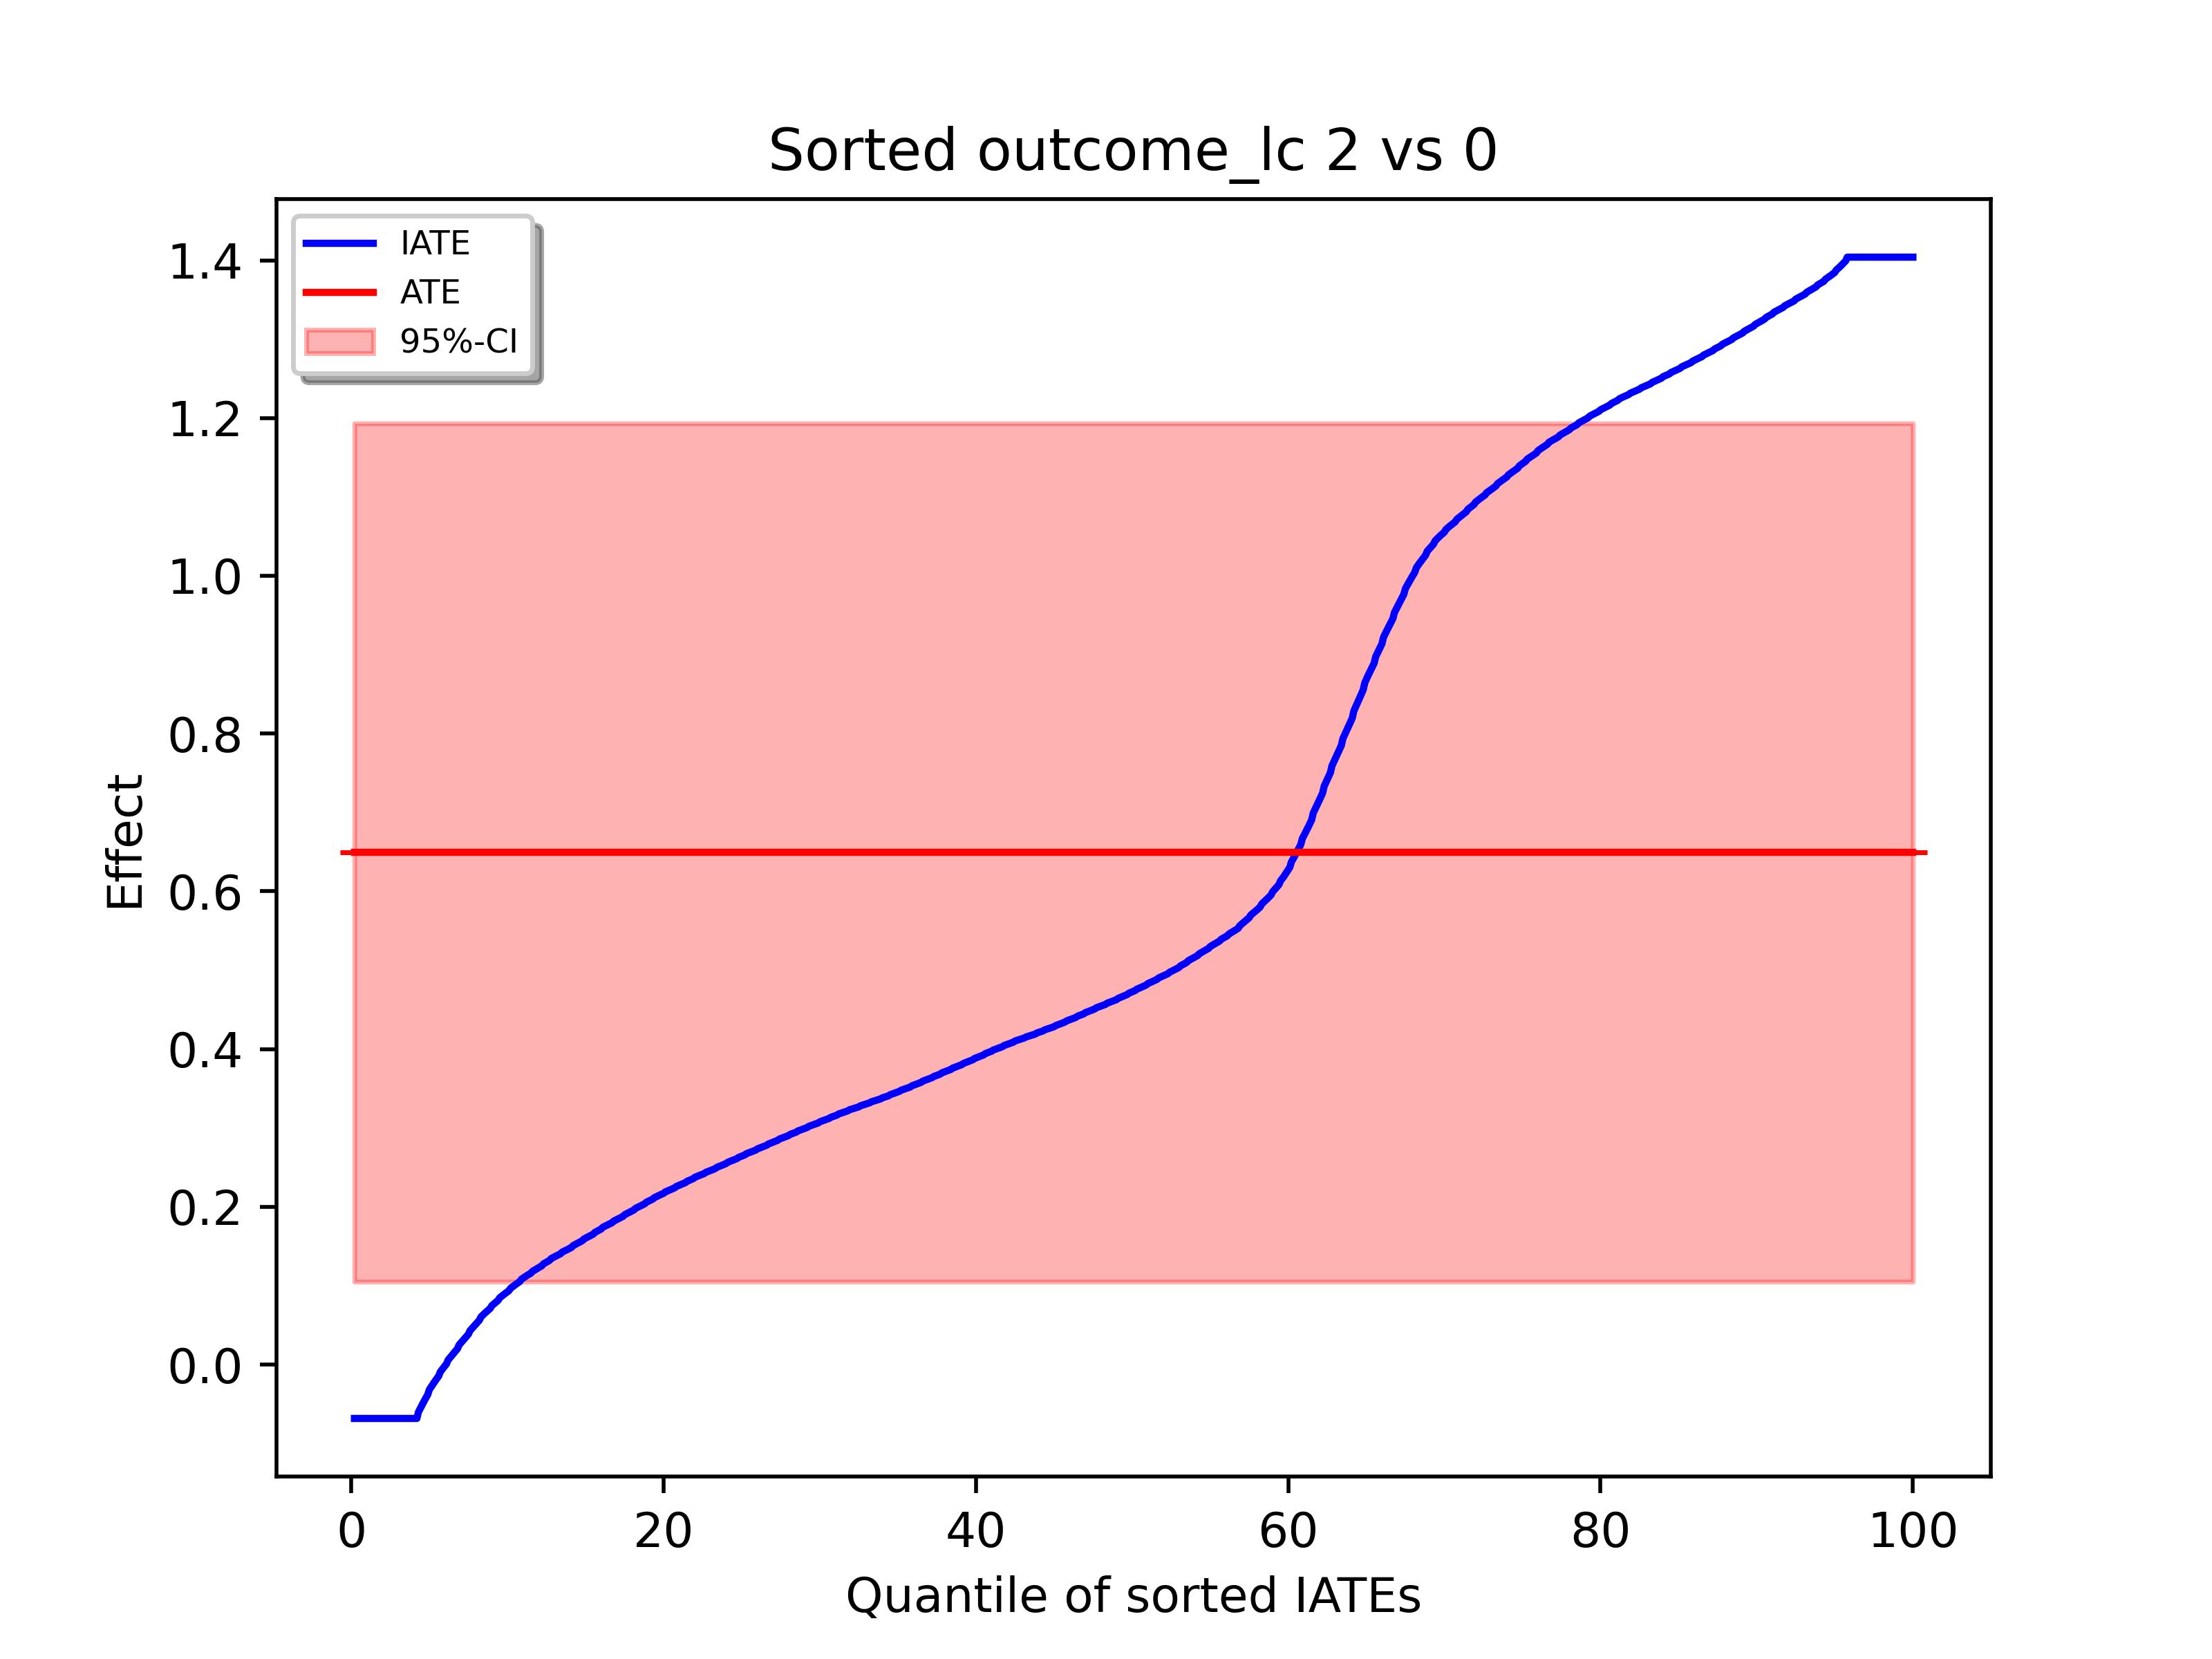 Sorted outcome_lc 2 vs 0
IATE
ATE
95%-CI
1.4
1.2
1.0
0.8
0.6
0.4
0.2
0.0
Effect
0 20 40 60 80 100
Quantile of sorted IATEs